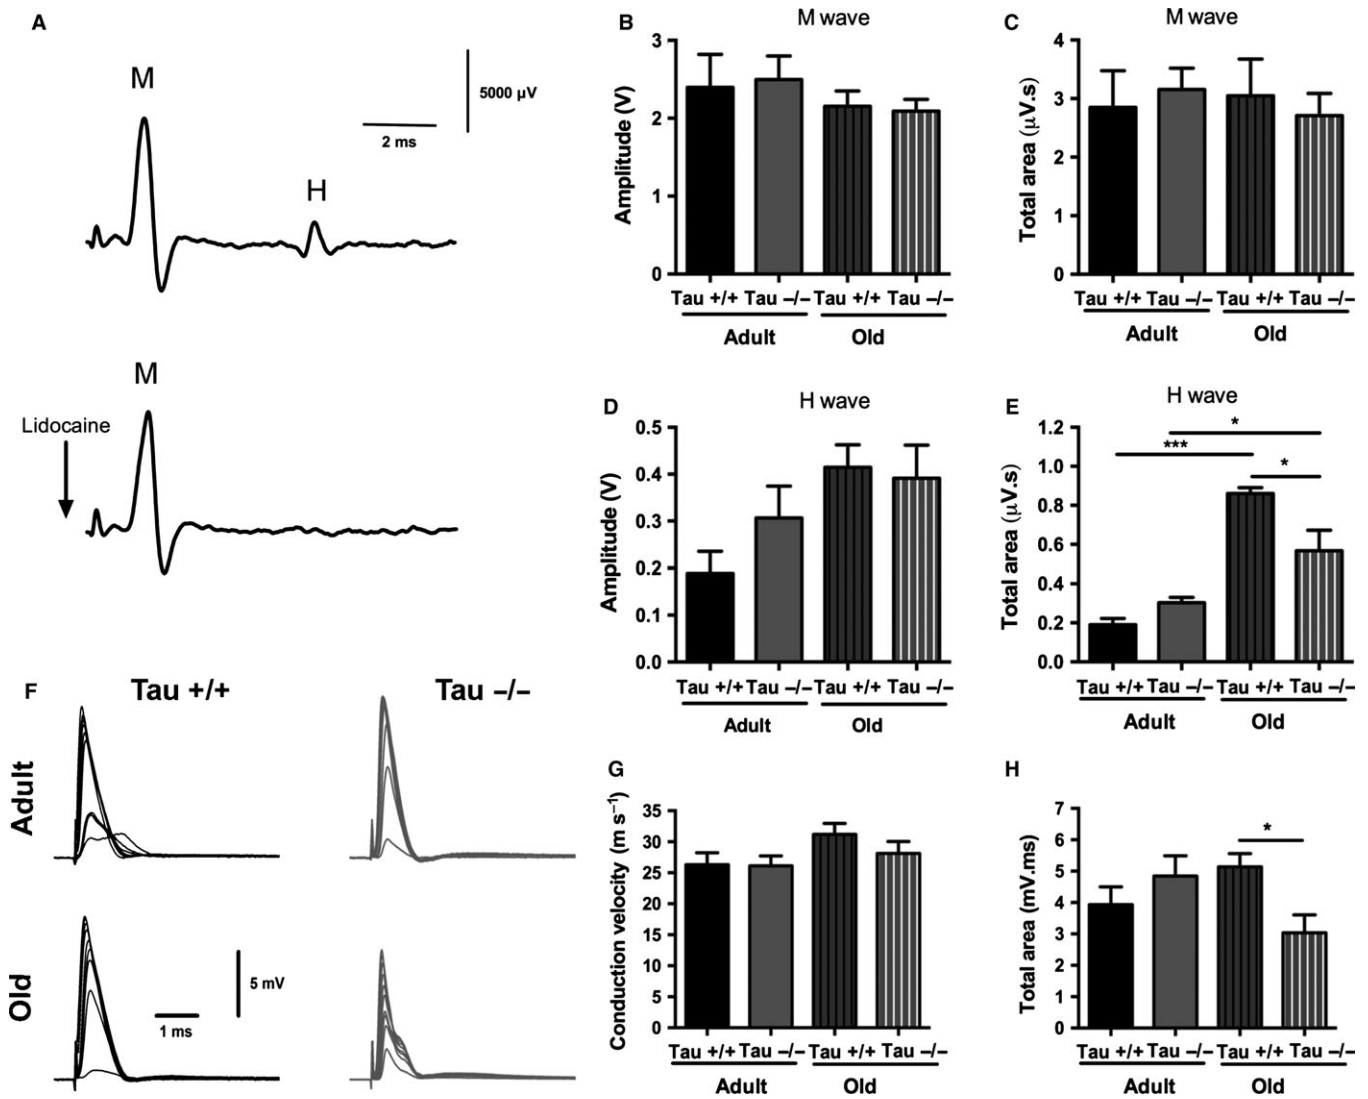 A
M
H
5000 µV
2 ms
M
Lidocaine
B
M wave
Amplitude (V)
3
2
1
0
Tau +/+ Tau –/– Tau +/+ Tau –/–
Adult Old
C
M wave
Total area (µV.s)
4
3
2
1
0
Tau +/+ Tau –/– Tau +/+ Tau –/–
Adult Old
D
H wave
Amplitude (V)
0.5
0.4
0.3
0.2
0.1
0.0
Tau +/+ Tau –/– Tau +/+ Tau –/–
Adult Old
E
H wave
Total area (µV.s)
1.2
1.0
0.8
0.6
0.4
0.2
0.0
*
***
*
Tau +/+ Tau –/– Tau +/+ Tau –/–
Adult Old
F
Tau +/+ Tau –/–
Adult
Old
5 mV
1 ms
G
Conduction velocity (m s⁻¹)
35
30
25
20
15
10
5
0
Tau +/+ Tau –/– Tau +/+ Tau –/–
Adult Old
H
Total area (mV.ms)
7
6
5
4
3
2
1
0
*
Tau +/+ Tau –/– Tau +/+ Tau –/–
Adult Old